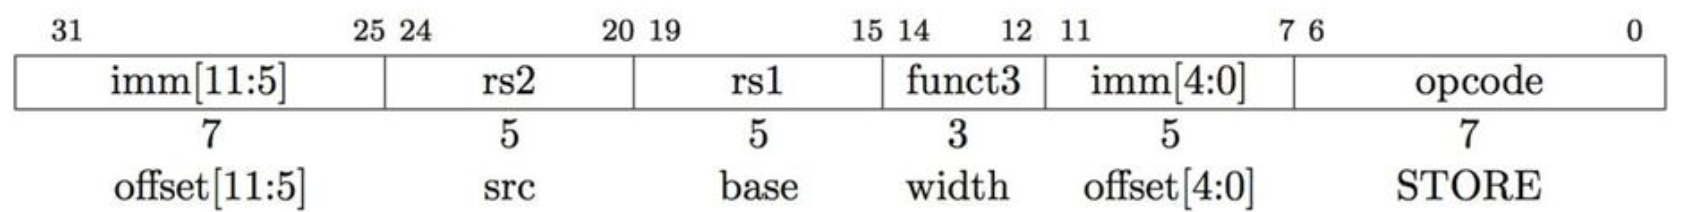 31 25 24 20 19 15 14 12 11 7 6 0
imm[11:5] rs2 rs1 funct3 imm[4:0] opcode
7 5 5 3 5 7
offset[11:5] src base width offset[4:0] STORE